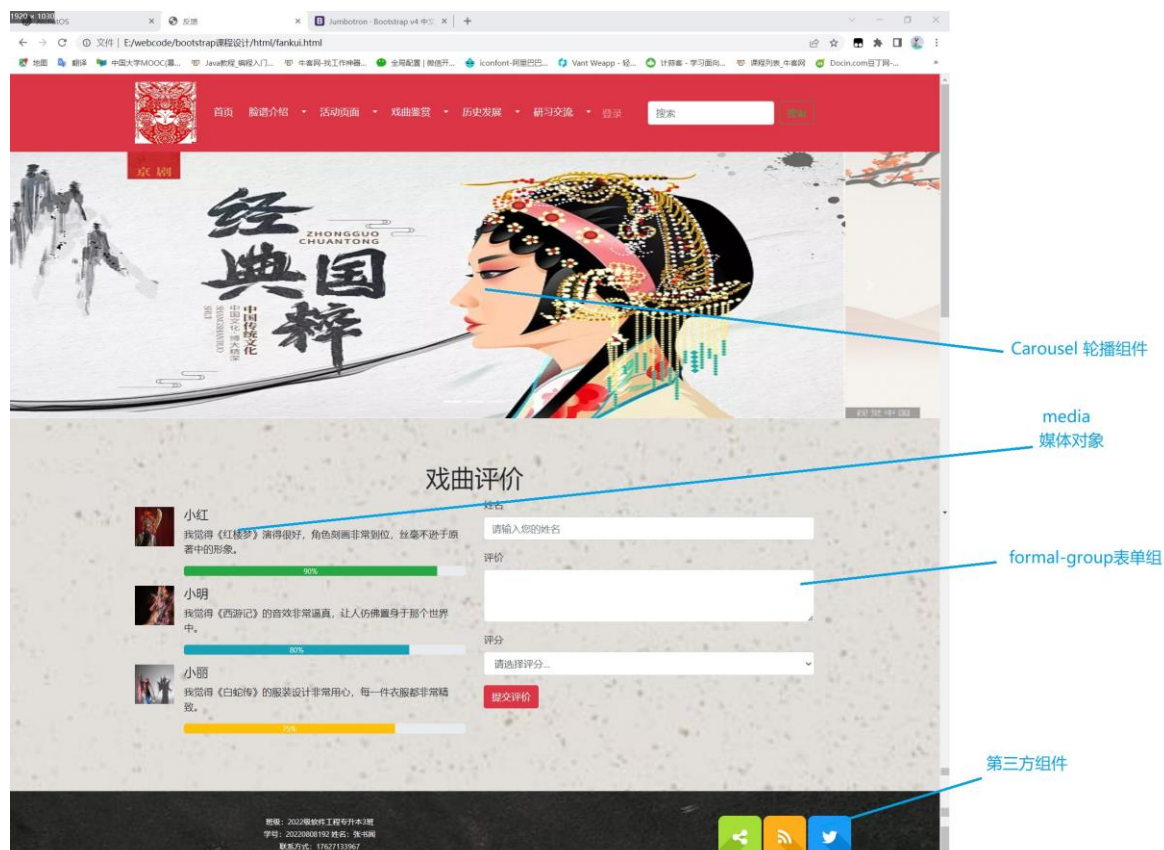 1920 × 1030
反馈
Jumbotron · Bootstrap v4 中文
文件 | E:/webcode/bootstrap课程设计/html/fankui.html
地图 翻译 中国大学MOOC(慕... Java教程_编程入门... 牛客网-找工作神器... 全局配置 | 微信开... iconfont-阿里巴巴... Vant Weapp - 轻... 计蒜客 - 学习面向... 课程列表_牛客网 Docin.com豆丁网-...
首页 脸谱介绍 活动页面 戏曲鉴赏 历史发展 研习交流 登录 搜索 搜索
京剧
经典国粹
ZHONGGUO
CHUANTONG
中国传统文化
中国文化·博大精深
Carousel 轮播组件
media
媒体对象
戏曲评价
小红
我觉得《红楼梦》演得很好，角色刻画非常到位，丝毫不逊于原
著中的形象。
90%
小明
我觉得《西游记》的音效非常逼真，让人仿佛置身于那个世界
中。
80%
小丽
我觉得《白蛇传》的服装设计非常用心，每一件衣服都非常精
致。
75%
姓名
请输入您的姓名
评价
评分
请选择评分...
提交评价
formal-group表单组
第三方组件
班级：2022级软件工程专升本3班
学号：20220808192 姓名：张书闻
联系方式：17627133967